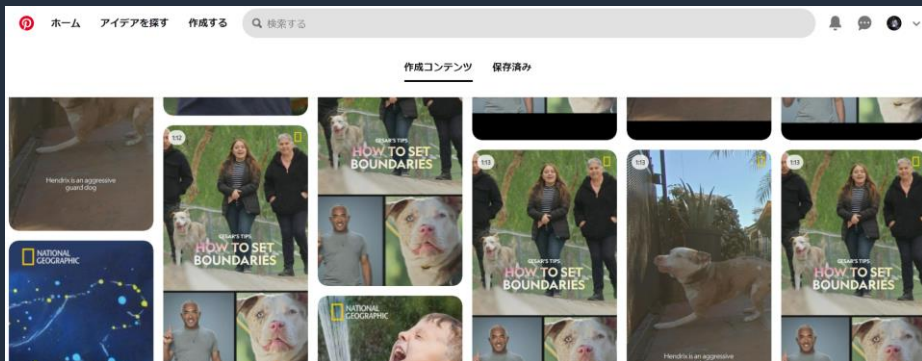 ホーム
アイデアを探す
作成する
検索する
作成コンテンツ
保存済み
Hendrix is an aggressive
guard dog
NATIONAL
GEOGRAPHIC
1:12
CESAR'S TIPS
HOW TO SET
BOUNDARIES
CESAR'S TIPS
HOW TO SET
BOUNDARIES
NATIONAL
GEOGRAPHIC
1:13
CESAR'S TIPS
HOW TO SET
BOUNDARIES
1:13
Hendrix is an aggressive
1:13
CESAR'S TIPS
HOW TO SET
BOUNDARIES